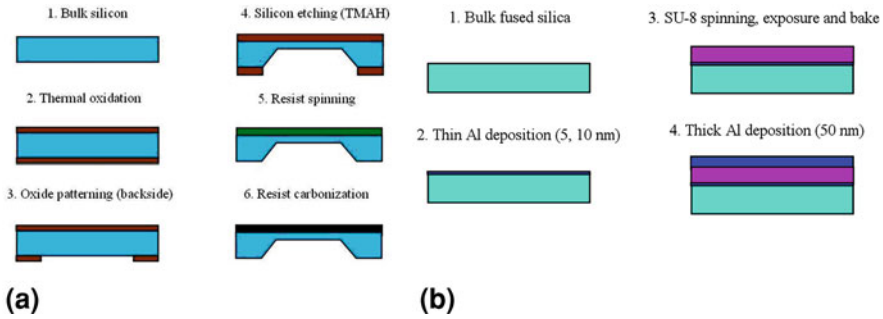 1. Bulk silicon
2. Thermal oxidation
3. Oxide patterning (backside)
4. Silicon etching (TMAH)
5. Resist spinning
6. Resist carbonization
(a)
1. Bulk fused silica
2. Thin Al deposition (5, 10 nm)
3. SU-8 spinning, exposure and bake
4. Thick Al deposition (50 nm)
(b)